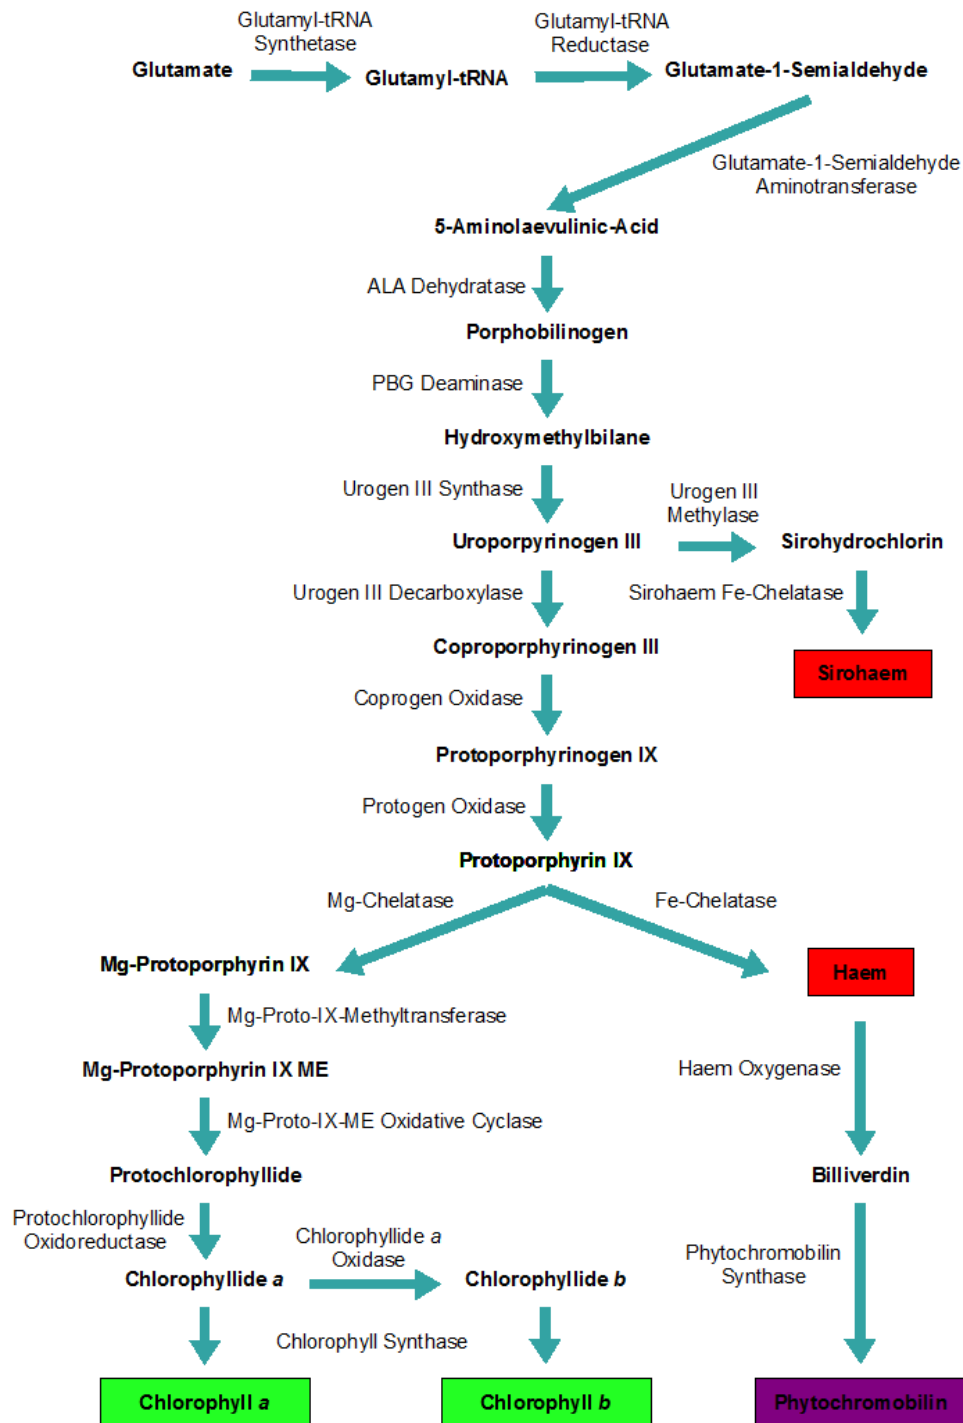 Glutamyl-tRNA
Synthetase
Glutamyl-tRNA
Reductase
Glutamate
Glutamyl-tRNA
Glutamate-1-Semialdehyde
Glutamate-1-Semialdehyde
Aminotransferase
5-Aminolaevulinic-Acid
ALA Dehydratase
Porphobilinogen
PBG Deaminase
Hydroxymethylbilane
Urogen III Synthase
Urogen III
Methylase
Uroporpyrinogen III
Sirohydrochlorin
Urogen III Decarboxylase
Sirohaem Fe-Chelatase
Coproporphyrinogen III
Sirohaem
Coprogen Oxidase
Protoporphyrinogen IX
Protogen Oxidase
Protoporphyrin IX
Mg-Chelatase
Fe-Chelatase
Mg-Protoporphyrin IX
Haem
Mg-Proto-IX-Methyltransferase
Mg-Protoporphyrin IX ME
Haem Oxygenase
Mg-Proto-IX-ME Oxidative Cyclase
Protochlorophyllide
Billiverdin
Protochlorophyllide
Oxidoreductase
Chlorophyllide a
Oxidase
Phytochromobilin
Synthase
Chlorophyllide a
Chlorophyllide b
Chlorophyll Synthase
Chlorophyll a
Chlorophyll b
Phytochromobilin